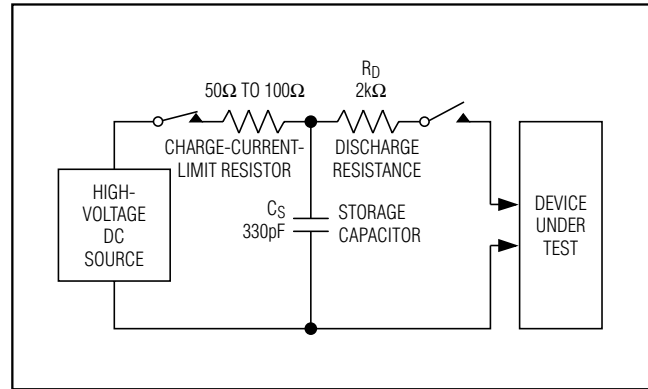 50Ω TO 100Ω
CHARGE-CURRENT-
LIMIT RESISTOR
R_D
2kΩ
DISCHARGE
RESISTANCE
HIGH-
VOLTAGE
DC
SOURCE
C_S
330pF
STORAGE
CAPACITOR
DEVICE
UNDER
TEST